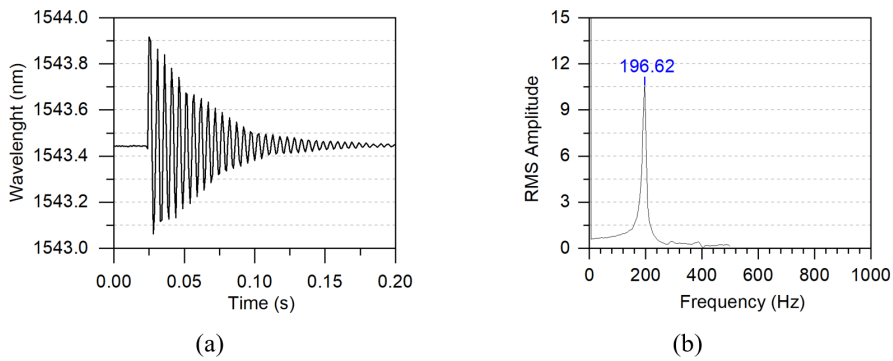 1544.0
1543.8
1543.6
1543.4
1543.2
1543.0
Wavelenght (nm)
0.00 0.05 0.10 0.15 0.20
Time (s)
(a)
15
12
9
6
3
0
RMS Amplitude
196.62
0 200 400 600 800 1000
Frequency (Hz)
(b)